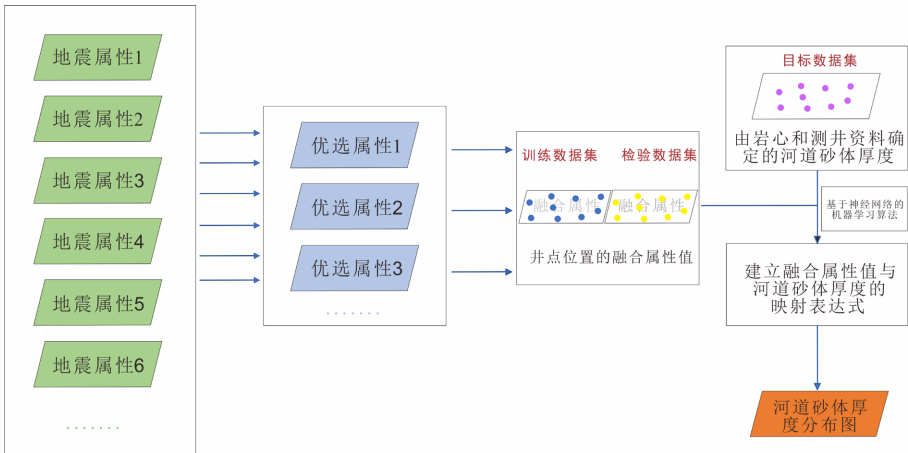 地震属性1
地震属性2
地震属性3
地震属性4
地震属性5
地震属性6
.......
优选属性1
优选属性2
优选属性3
.......
训练数据集
检验数据集
融合属性
融合属性
井点位置的融合属性值
目标数据集
由岩心和测井资料确
定的河道砂体厚度
基于神经网络的
机器学习算法
建立融合属性值与
河道砂体厚度的
映射表达式
河道砂体厚
度分布图